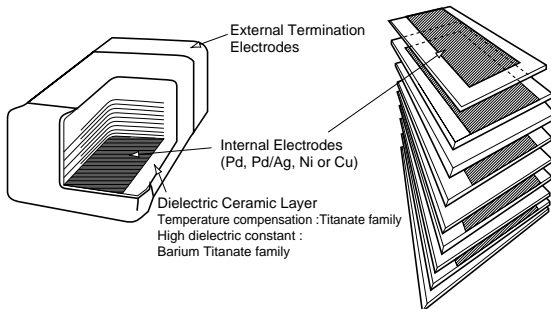 External Termination
Electrodes
Internal Electrodes
(Pd, Pd/Ag, Ni or Cu)
Dielectric Ceramic Layer
Temperature compensation :Titanate family
High dielectric constant :
Barium Titanate family